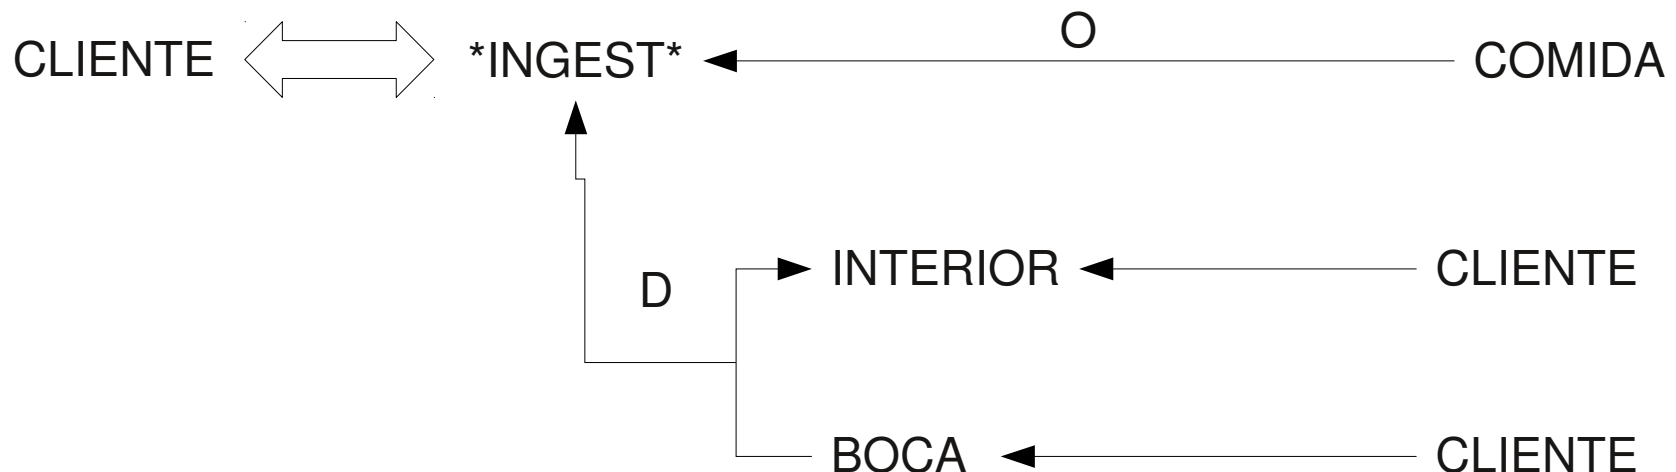 O
CLIENTE *INGEST* COMIDA
INTERIOR CLIENTE
D
BOCA CLIENTE